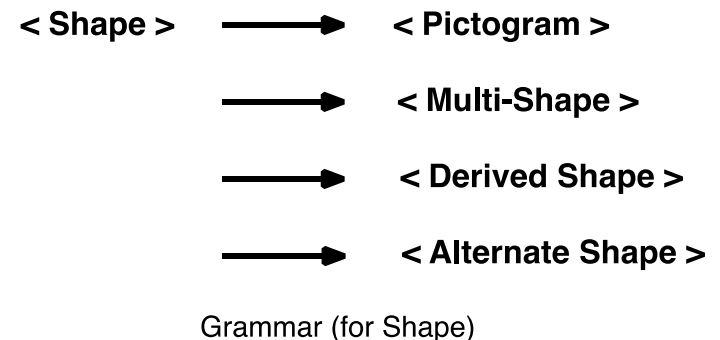 < Shape > < Pictogram >
< Multi-Shape >
< Derived Shape >
< Alternate Shape >
Grammar (for Shape)